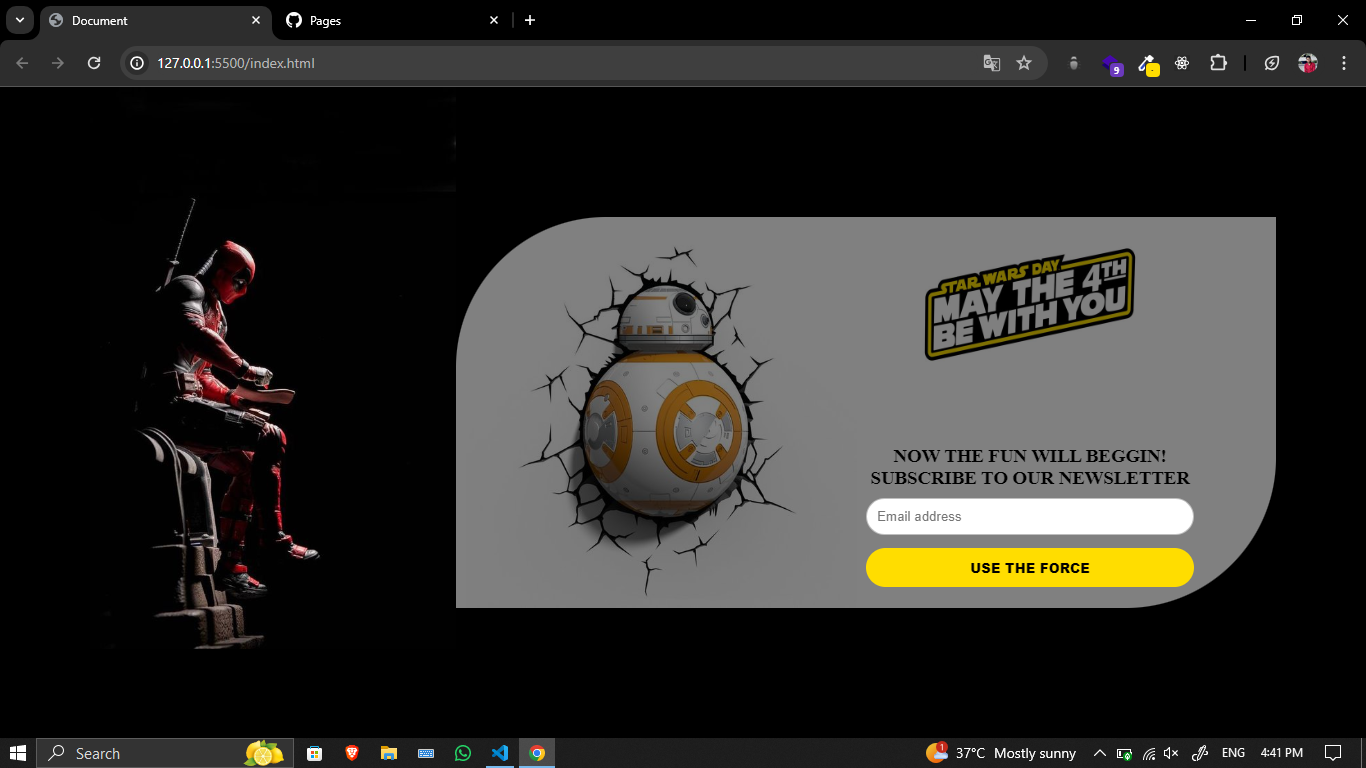 Document
Pages
127.0.0.1:5500/index.html
9
STAR WARS DAY
MAY THE 4TH
BE WITH YOU
NOW THE FUN WILL BEGGIN!
SUBSCRIBE TO OUR NEWSLETTER
Email address
USE THE FORCE
Search
1
37°C Mostly sunny
ENG
4:41 PM